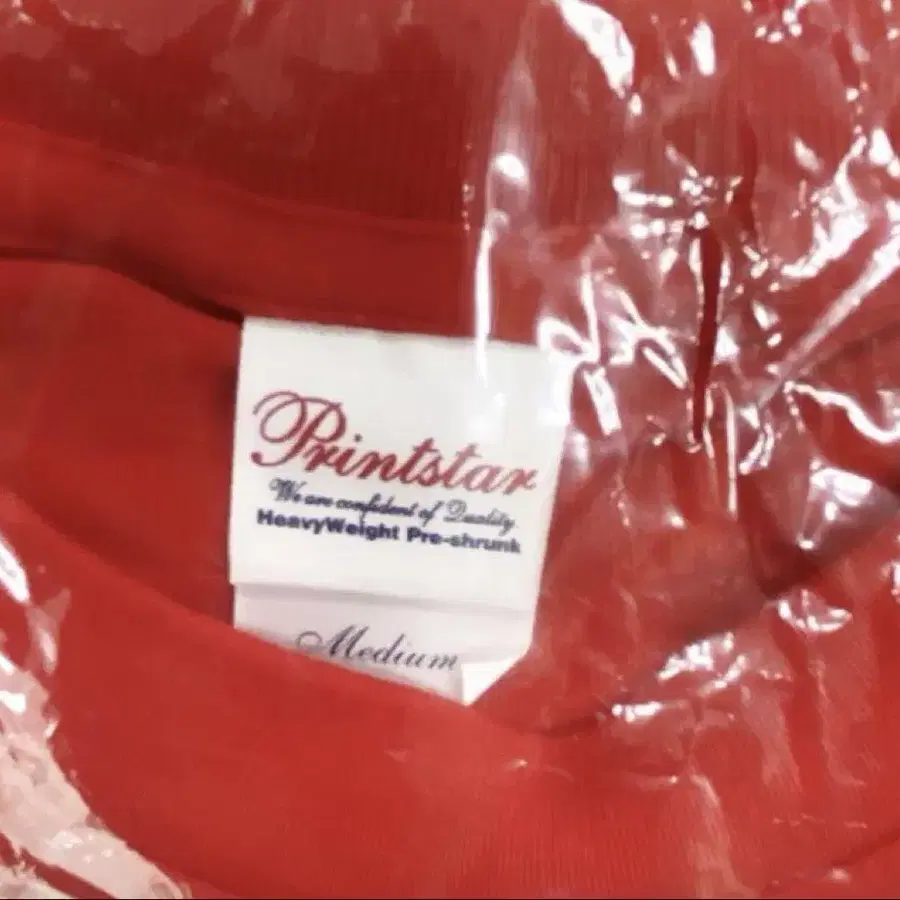 Printstar
We are confident of Quality.
HeavyWeight Pre-shrunk
Medium